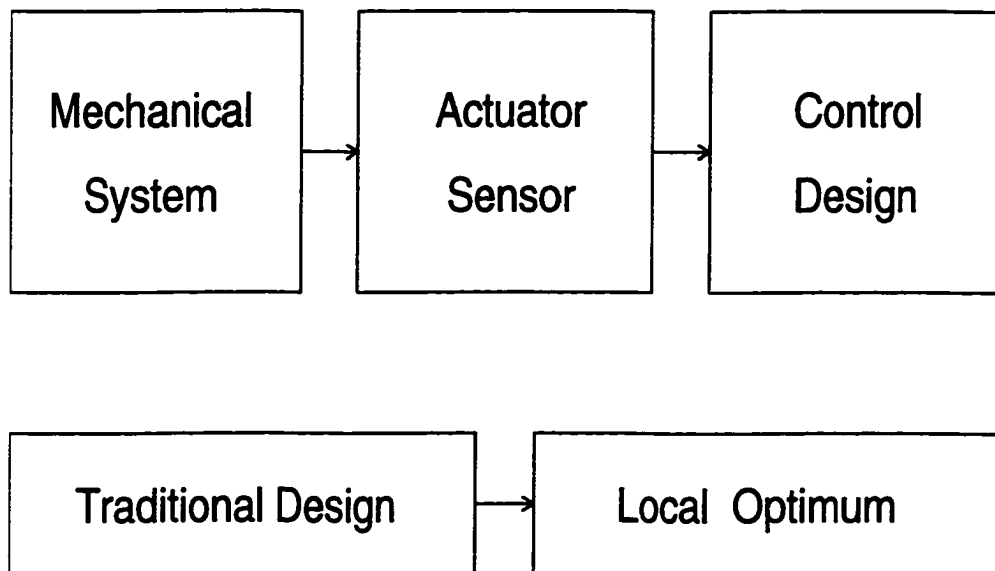 Mechanical
System
Actuator
Sensor
Control
Design
Traditional Design
Local Optimum